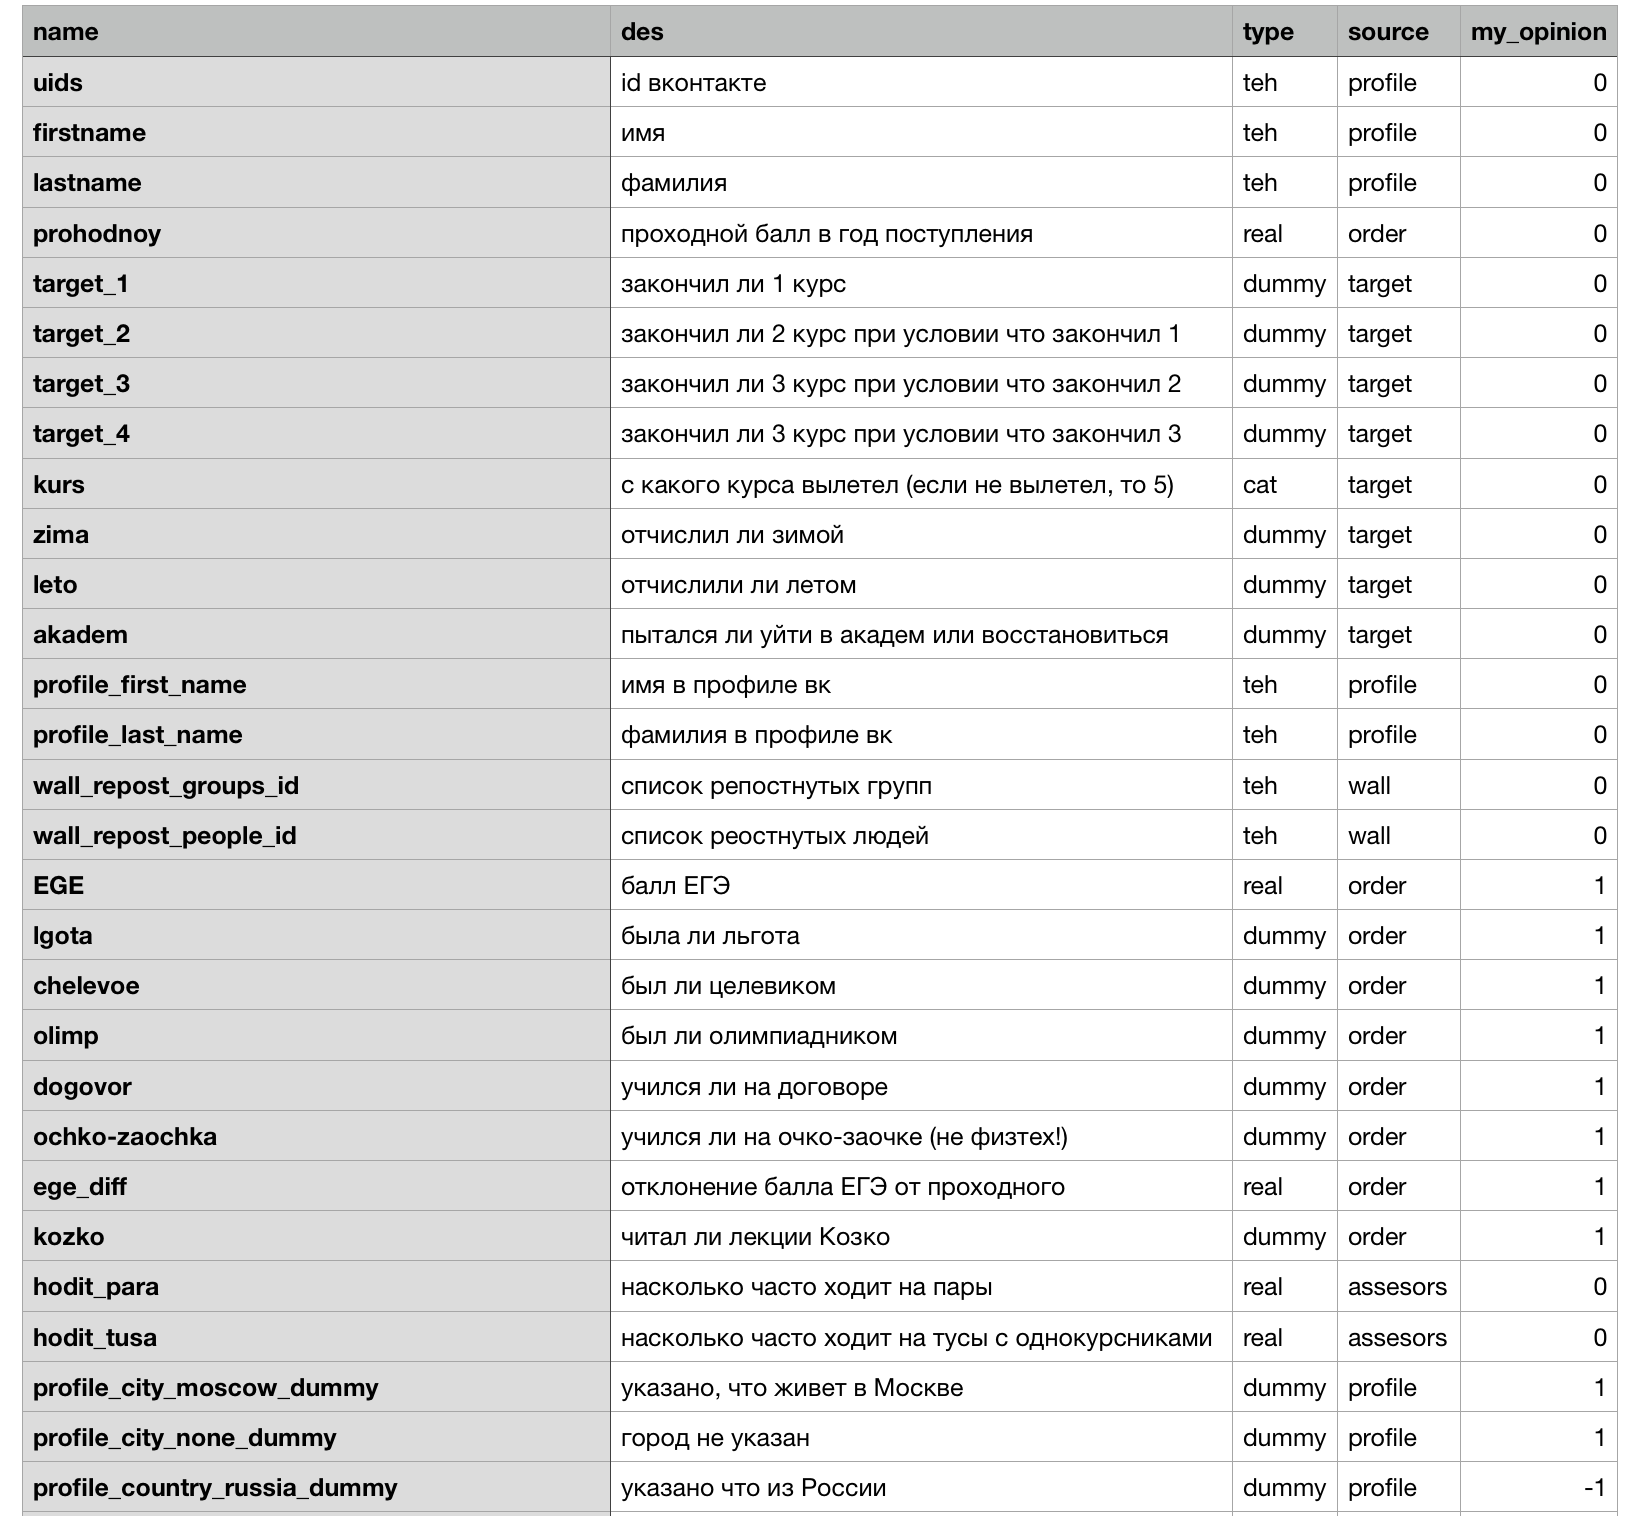 name des type source my_opinion
uids id вконтакте teh profile 0
firstname имя teh profile 0
lastname фамилия teh profile 0
prohodnoy проходной балл в год поступления real order 0
target_1 закончил ли 1 курс dummy target 0
target_2 закончил ли 2 курс при условии что закончил 1 dummy target 0
target_3 закончил ли 3 курс при условии что закончил 2 dummy target 0
target_4 закончил ли 3 курс при условии что закончил 3 dummy target 0
kurs с какого курса вылетел (если не вылетел, то 5) cat target 0
zima отчислил ли зимой dummy target 0
leto отчислили ли летом dummy target 0
akadem пытался ли уйти в академ или восстановиться dummy target 0
profile_first_name имя в профиле вк teh profile 0
profile_last_name фамилия в профиле вк teh profile 0
wall_repost_groups_id список репостнутых групп teh wall 0
wall_repost_people_id список реостнутых людей teh wall 0
EGE балл ЕГЭ real order 1
lgota была ли льгота dummy order 1
chelevoe был ли целевиком dummy order 1
olimp был ли олимпиадником dummy order 1
dogovor учился ли на договоре dummy order 1
ochko-zaochka учился ли на очко-заочке (не физтех!) dummy order 1
ege_diff отклонение балла ЕГЭ от проходного real order 1
kozko читал ли лекции Козко dummy order 1
hodit_para насколько часто ходит на пары real assesors 0
hodit_tusa насколько часто ходит на тусы с однокурсниками real assesors 0
profile_city_moscow_dummy указано, что живет в Москве dummy profile 1
profile_city_none_dummy город не указан dummy profile 1
profile_country_russia_dummy указано что из России dummy profile -1